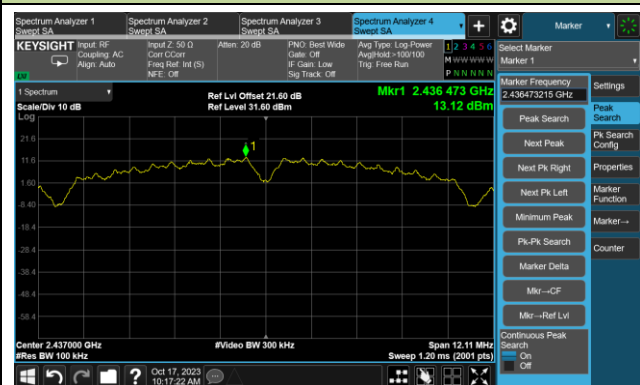 Spectrum Analyzer 1
Swept SA
Spectrum Analyzer 2
Swept SA
Spectrum Analyzer 3
Swept SA
Spectrum Analyzer 4
Swept SA
Marker
KEYSIGHT
Input: RF
Coupling: AC
Align: Auto
Input Z: 50 Ω
Corr CCorr
Freq Ref: Int (S)
NFE: Off
Atten: 20 dB
PNO: Best Wide
Gate: Off
IF Gain: Low
Sig Track: Off
Avg Type: Log-Power
Avg|Hold:>100/100
Trig: Free Run
1 2 3 4 5 6
M W W W W W
P N N N N N
Select Marker
Marker 1
LXI
1 Spectrum
Scale/Div 10 dB
Log
Ref Lvl Offset 21.60 dB
Ref Level 31.60 dBm
Mkr1 2.436 473 GHz
13.12 dBm
21.6
11.6
1.60
-8.40
-18.4
-28.4
-38.4
-48.4
-58.4
1
Center 2.437000 GHz
#Res BW 100 kHz
#Video BW 300 kHz
Span 12.11 MHz
Sweep 1.20 ms (2001 pts)
Marker Frequency
2.436473215 GHz
Peak Search
Next Peak
Next Pk Right
Next Pk Left
Minimum Peak
Pk-Pk Search
Marker Delta
Mkr→CF
Mkr→Ref Lvl
Continuous Peak
Search
On
Off
Settings
Peak
Search
Pk Search
Config
Properties
Marker
Function
Marker→
Counter
Oct 17, 2023
10:17:22 AM